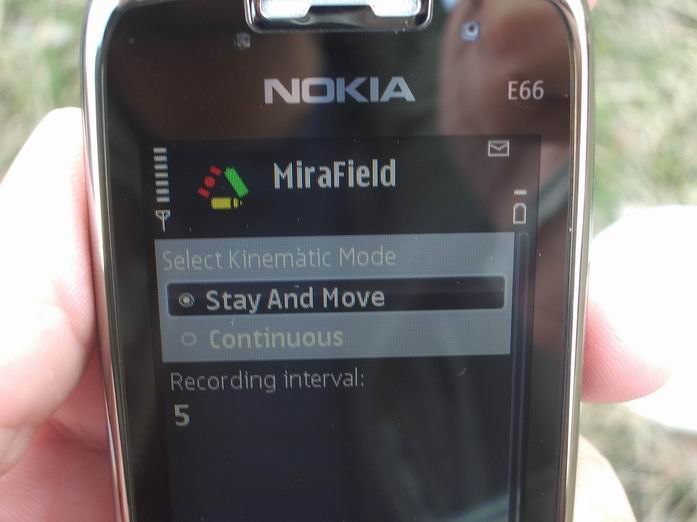 NOKIA
E66
MiraField
Select Kinematic Mode
Stay And Move
Continuous
Recording interval:
5